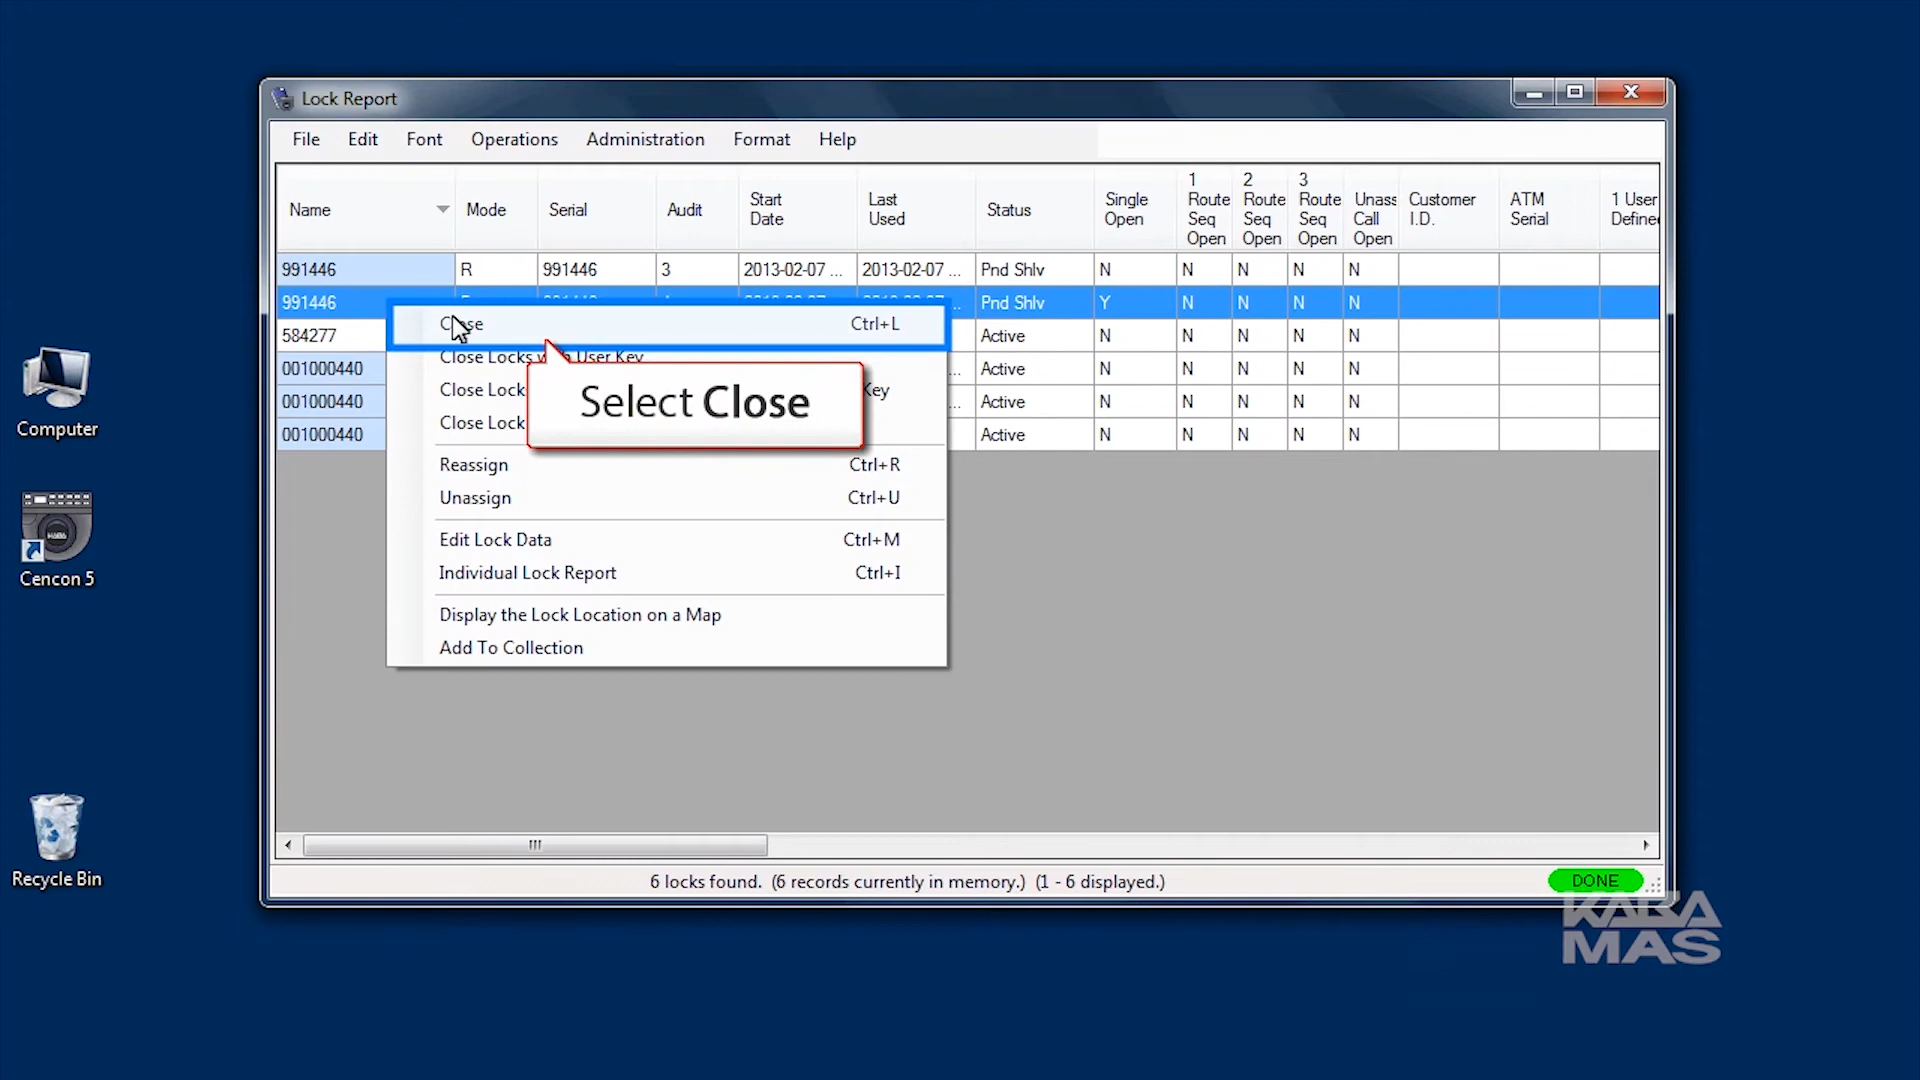 Lock Report
File Edit Font Operations Administration Format Help
Name Mode Serial Audit Start Date Last Used Status Single Open 1 Route Seq Open 2 Route Seq Open 3 Route Seq Open Unass Call Open Customer I.D. ATM Serial 1 User Define
991446 R 991446 3 2013-02-07 ... 2013-02-07 ... Pnd Shlv N N N N N
991446 Pnd Shlv Y N N N N
584277 Active N N N N N
001000440 ... Active N N N N N
001000440 ... Active N N N N N
001000440 Active N N N N N
Close Ctrl+L
Close Locks with User Key
Close Lock Key
Close Lock
Select Close
Reassign Ctrl+R
Unassign Ctrl+U
Edit Lock Data Ctrl+M
Individual Lock Report Ctrl+I
Display the Lock Location on a Map
Add To Collection
6 locks found. (6 records currently in memory.) (1 - 6 displayed.)
DONE
Computer
Cencon 5
Recycle Bin
KABA
MAS